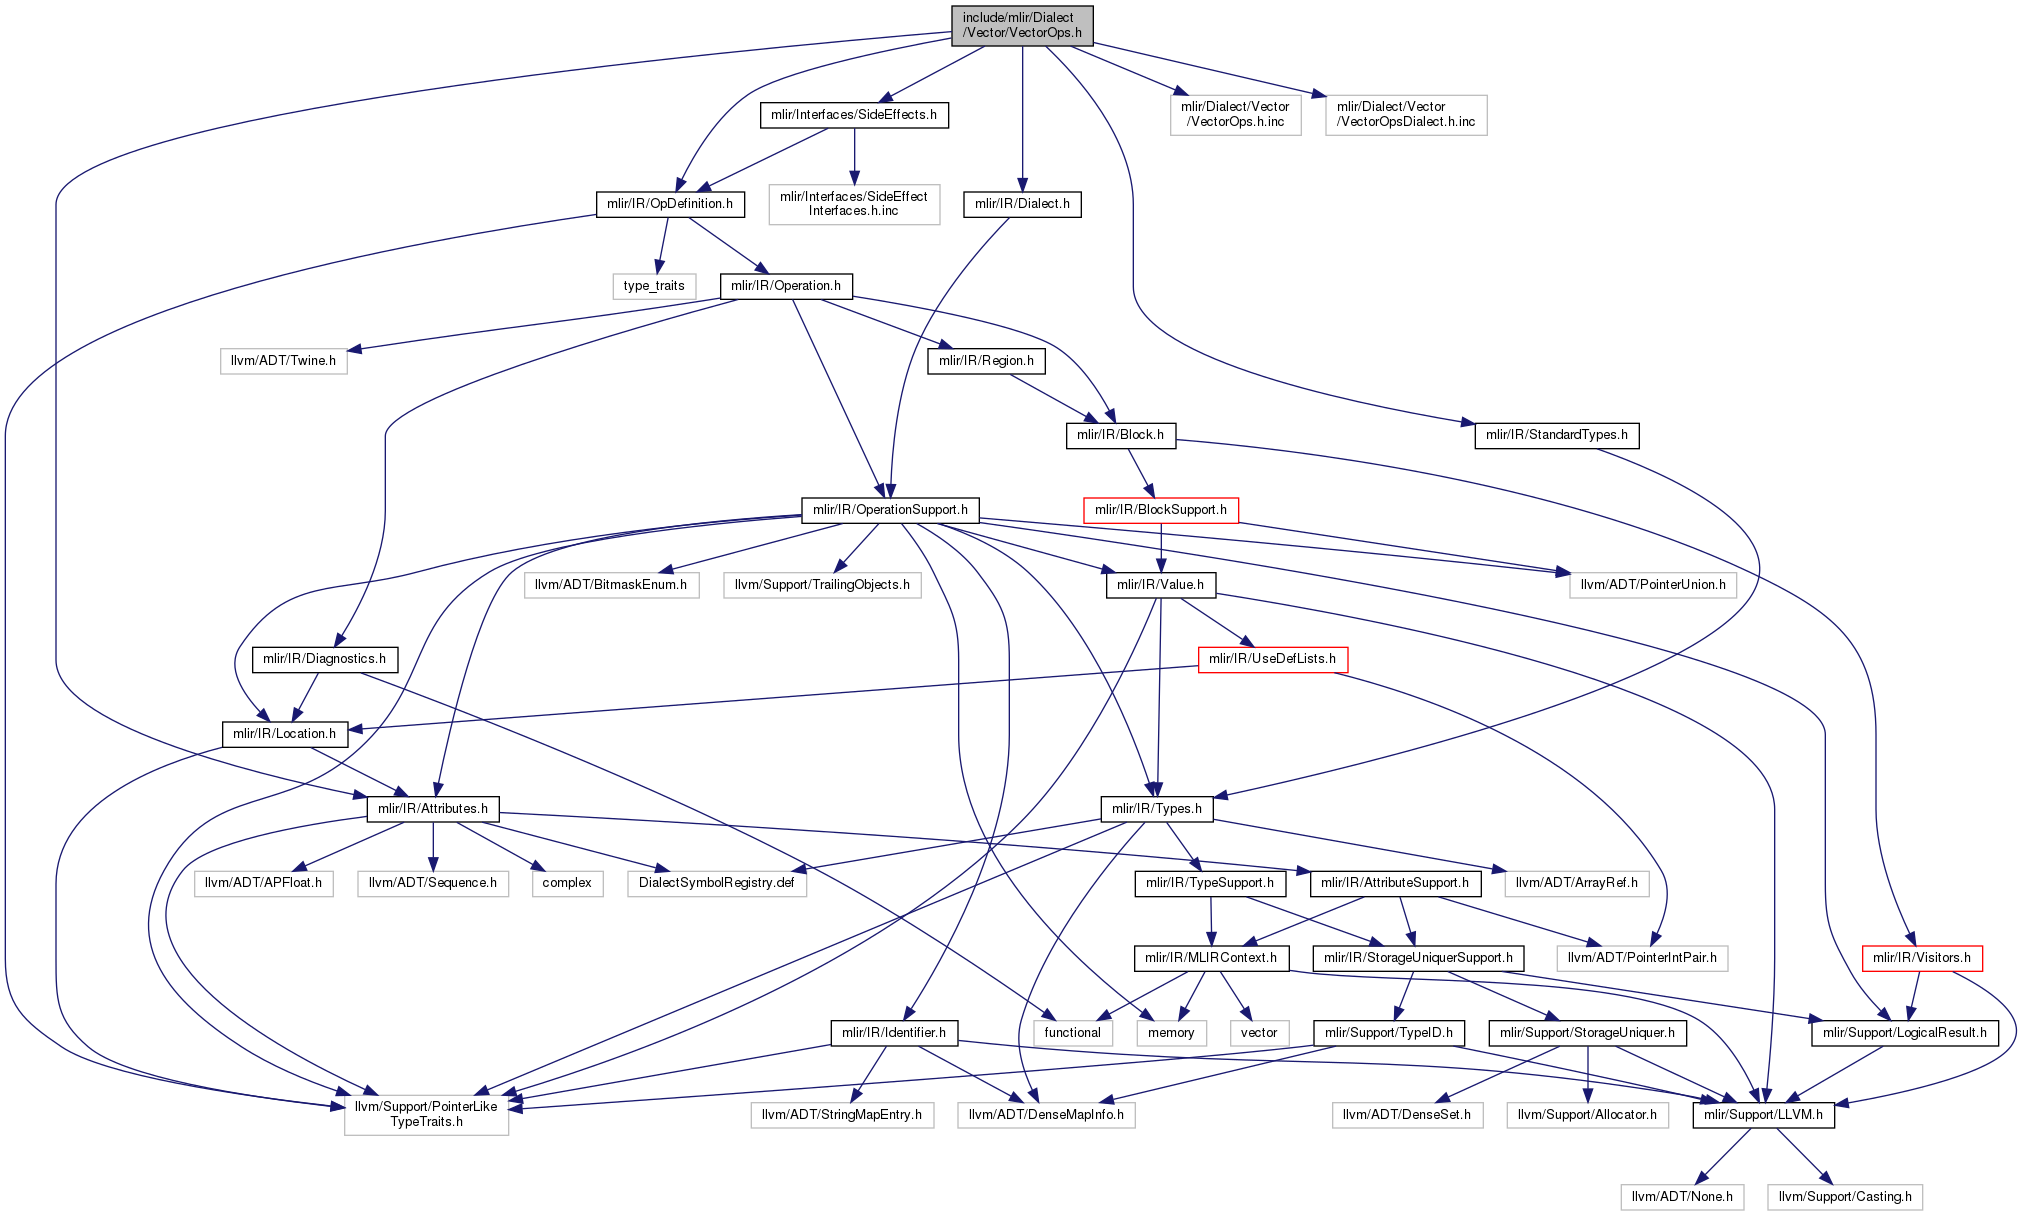 include/mlir/Dialect
/Vector/VectorOps.h
mlir/Interfaces/SideEffects.h
mlir/Dialect/Vector
/VectorOps.h.inc
mlir/Dialect/Vector
/VectorOpsDialect.h.inc
mlir/IR/OpDefinition.h
mlir/Interfaces/SideEffect
Interfaces.h.inc
mlir/IR/Dialect.h
type_traits
mlir/IR/Operation.h
llvm/ADT/Twine.h
mlir/IR/Region.h
mlir/IR/Block.h
mlir/IR/StandardTypes.h
mlir/IR/OperationSupport.h
mlir/IR/BlockSupport.h
llvm/ADT/BitmaskEnum.h
llvm/Support/TrailingObjects.h
mlir/IR/Value.h
llvm/ADT/PointerUnion.h
mlir/IR/Diagnostics.h
mlir/IR/UseDefLists.h
mlir/IR/Location.h
mlir/IR/Attributes.h
mlir/IR/Types.h
llvm/ADT/APFloat.h
llvm/ADT/Sequence.h
complex
DialectSymbolRegistry.def
mlir/IR/TypeSupport.h
mlir/IR/AttributeSupport.h
llvm/ADT/ArrayRef.h
mlir/IR/MLIRContext.h
mlir/IR/StorageUniquerSupport.h
llvm/ADT/PointerIntPair.h
mlir/IR/Visitors.h
mlir/IR/Identifier.h
functional
memory
vector
mlir/Support/TypeID.h
mlir/Support/StorageUniquer.h
mlir/Support/LogicalResult.h
llvm/Support/PointerLike
TypeTraits.h
llvm/ADT/StringMapEntry.h
llvm/ADT/DenseMapInfo.h
llvm/ADT/DenseSet.h
llvm/Support/Allocator.h
mlir/Support/LLVM.h
llvm/ADT/None.h
llvm/Support/Casting.h